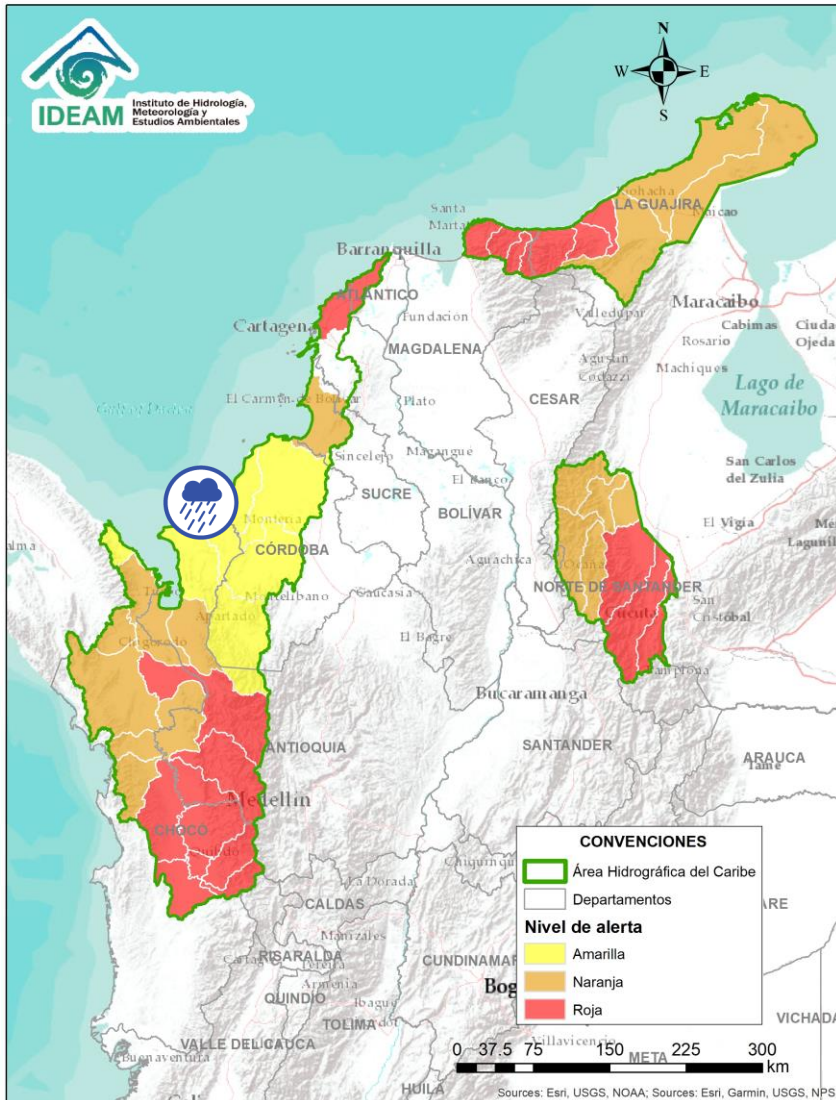 IDEAM
Instituto de Hidrología,
Meteorología y
Estudios Ambientales
N
W
E
S
LA GUAJIRA
Santa
Marta
Barranquilla
Maracaibo
ATLÁNTICO
Cartagena
Fundación
Valledupar
Cabimas
Ciudad
Ojeda
Rosario
MAGDALENA
Agustín
Codazzi
Machiques
CESAR
Lago de
Maracaibo
El Carmen de Bolívar
Plato
Sincelejo
Magangué
San Carlos
del Zulia
El Banco
SUCRE
BOLÍVAR
El Vigía
Montería
CÓRDOBA
Aguachica
Ocaña
NORTE DE SANTANDER
Montelíbano
Caucasia
San
Cristóbal
Apartadó
Cúcuta
El Bagre
Chigorodó
Pamplona
Bucaramanga
ANTIOQUIA
SANTANDER
ARAUCA
Tame
Medellín
CHOCÓ
Quibdó
La Dorada
CALDAS
Manizales
RISARALDA
Pereira
Armenia
QUINDÍO
Ibagué
TOLIMA
VALLE DEL CAUCA
Buenaventura
HUILA
Villavicencio
META
VICHADA
CONVENCIONES
Área Hidrográfica del Caribe
Departamentos
Nivel de alerta
Amarilla
Naranja
Roja
0 37.5 75 150 225 300
km
Sources: Esri, USGS, NOAA; Sources: Esri, Garmin, USGS, NPS